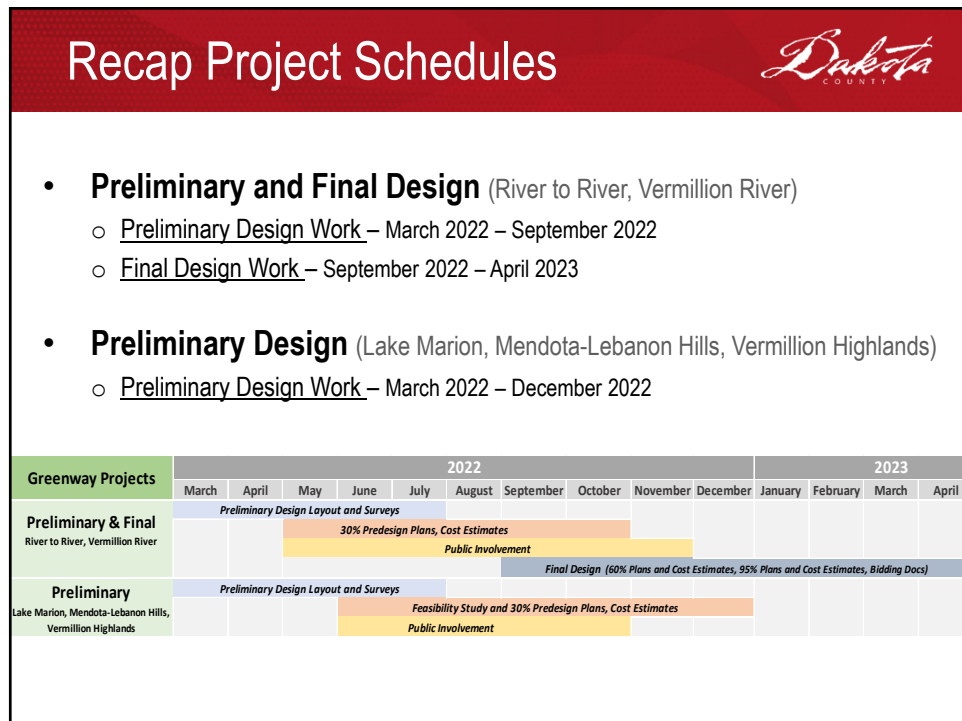 Recap Project Schedules
Dakota
COUNTY
• Preliminary and Final Design (River to River, Vermillion River)
o Preliminary Design Work – March 2022 – September 2022
o Final Design Work – September 2022 – April 2023
• Preliminary Design (Lake Marion, Mendota-Lebanon Hills, Vermillion Highlands)
o Preliminary Design Work – March 2022 – December 2022
Greenway Projects 2022 2023
March April May June July August September October November December January February March April
Preliminary & Final
River to River, Vermillion River
Preliminary Design Layout and Surveys
30% Predesign Plans, Cost Estimates
Public Involvement
Final Design (60% Plans and Cost Estimates, 95% Plans and Cost Estimates, Bidding Docs)
Preliminary
Lake Marion, Mendota-Lebanon Hills,
Vermillion Highlands
Preliminary Design Layout and Surveys
Feasibility Study and 30% Predesign Plans, Cost Estimates
Public Involvement